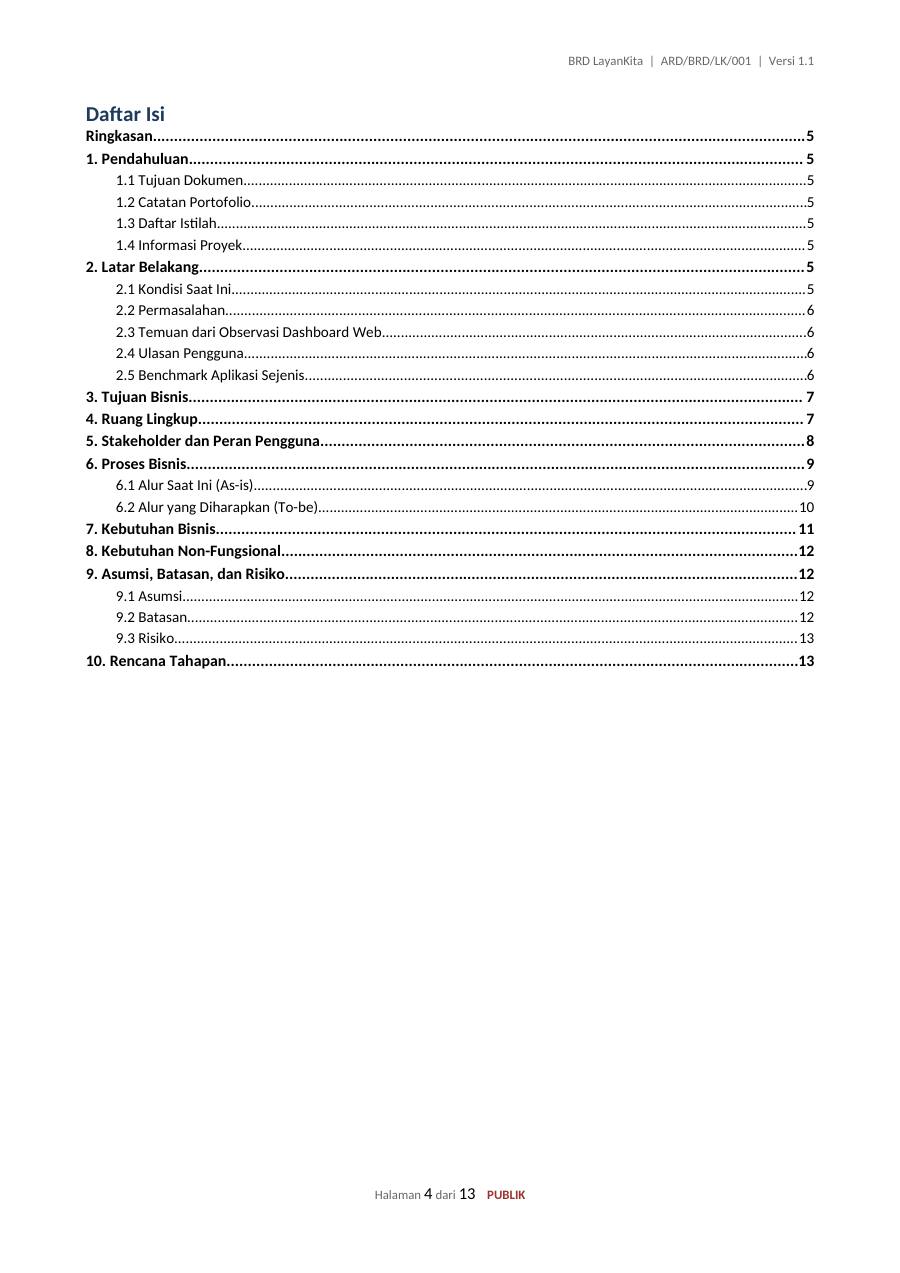 BRD LayanKita | ARD/BRD/LK/001 | Versi 1.1
Daftar Isi
Ringkasan 5
1. Pendahuluan 5
1.1 Tujuan Dokumen 5
1.2 Catatan Portofolio 5
1.3 Daftar Istilah 5
1.4 Informasi Proyek 5
2. Latar Belakang 5
2.1 Kondisi Saat Ini 5
2.2 Permasalahan 6
2.3 Temuan dari Observasi Dashboard Web 6
2.4 Ulasan Pengguna 6
2.5 Benchmark Aplikasi Sejenis 6
3. Tujuan Bisnis 7
4. Ruang Lingkup 7
5. Stakeholder dan Peran Pengguna 8
6. Proses Bisnis 9
6.1 Alur Saat Ini (As-is) 9
6.2 Alur yang Diharapkan (To-be) 10
7. Kebutuhan Bisnis 11
8. Kebutuhan Non-Fungsional 12
9. Asumsi, Batasan, dan Risiko 12
9.1 Asumsi 12
9.2 Batasan 12
9.3 Risiko 13
10. Rencana Tahapan 13
Halaman 4 dari 13 PUBLIK